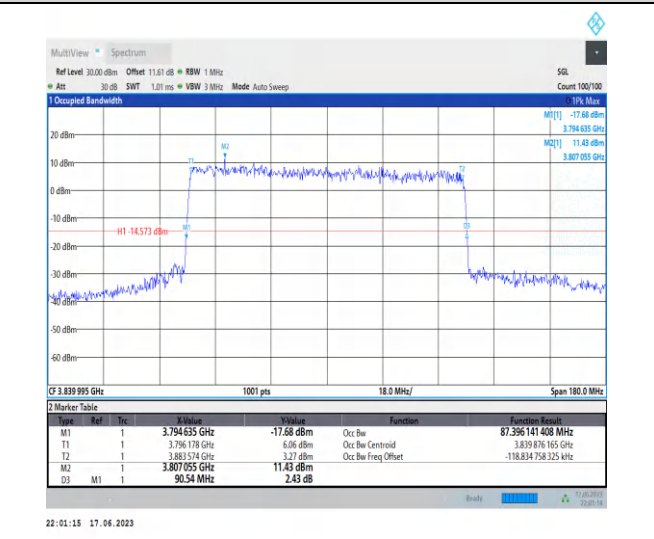 MultiView Spectrum
Ref Level 30.00 dBm Offset 11.61 dB RBW 1 MHz SGL
Att 30 dB SWT 1.01 ms VBW 3 MHz Mode Auto Sweep Count 100/100
1 Occupied Bandwidth 1Pk Max
M1[1] -17.68 dBm
3.794 635 GHz
20 dBm
M2[1] 11.43 dBm
M2
3.807 055 GHz
T1 T2
10 dBm
0 dBm
-10 dBm
H1 -14.573 dBm M1 D3
-20 dBm
-30 dBm
-40 dBm
-50 dBm
-60 dBm
CF 3.839 995 GHz 1001 pts 18.0 MHz/ Span 180.0 MHz
2 Marker Table
Type Ref Trc X-Value Y-Value Function Function Result
M1 1 3.794 635 GHz -17.68 dBm Occ Bw 87.396 141 408 MHz
T1 1 3.796 178 GHz 6.06 dBm Occ Bw Centroid 3.839 876 165 GHz
T2 1 3.883 574 GHz 3.27 dBm Occ Bw Freq Offset -118.834 758 325 kHz
M2 1 3.807 055 GHz 11.43 dBm
D3 M1 1 90.54 MHz 2.43 dB
Ready 17.06.2023
22:01:14
22:01:15 17.06.2023